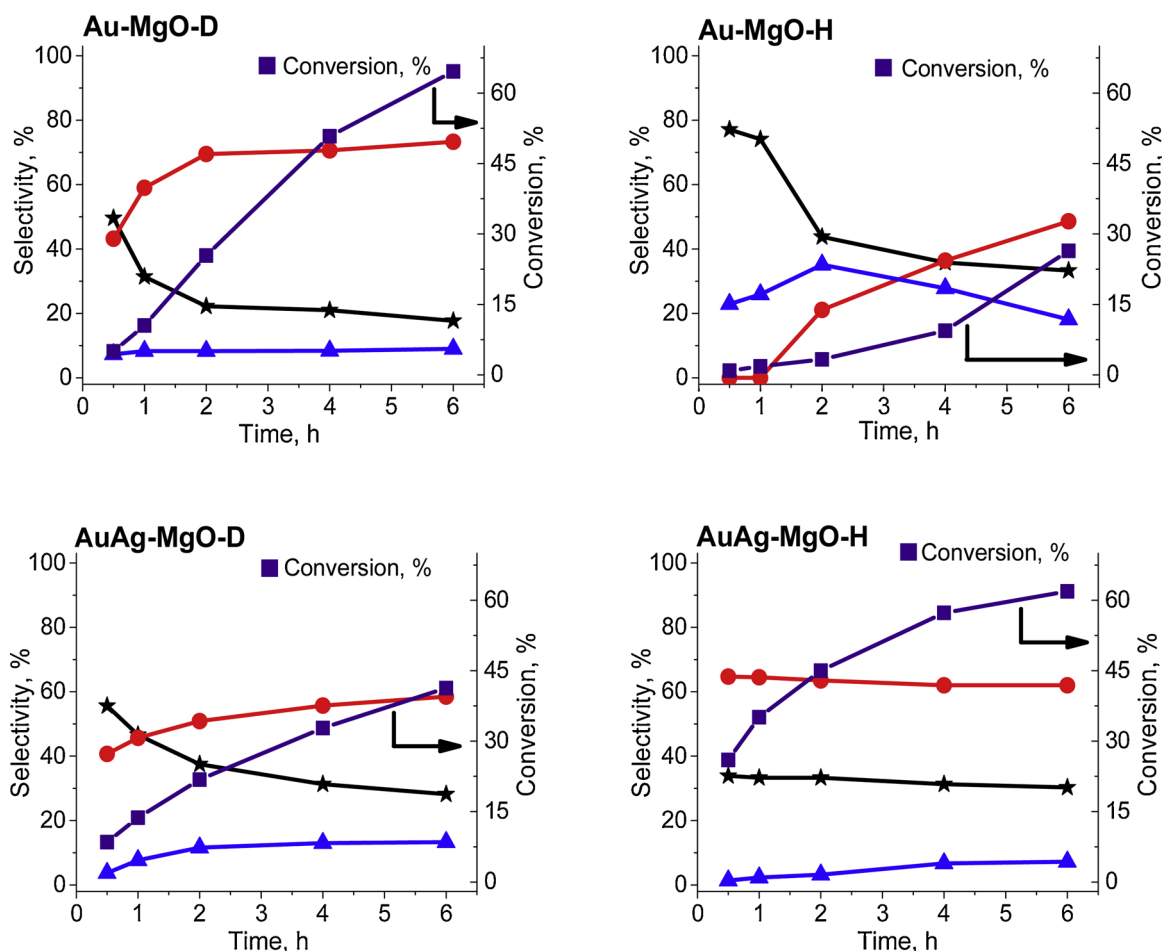 Au-MgO-D
Conversion, %
100
80
60
40
20
0
Selectivity, %
60
45
30
15
0
Conversion, %
0 1 2 3 4 5 6
Time, h
Au-MgO-H
Conversion, %
100
80
60
40
20
0
Selectivity, %
60
45
30
15
0
Conversion, %
0 1 2 3 4 5 6
Time, h
AuAg-MgO-D
Conversion, %
100
80
60
40
20
0
Selectivity, %
60
45
30
15
0
Conversion, %
0 1 2 3 4 5 6
Time, h
AuAg-MgO-H
Conversion, %
100
80
60
40
20
0
Selectivity, %
60
45
30
15
0
Conversion, %
0 1 2 3 4 5 6
Time, h